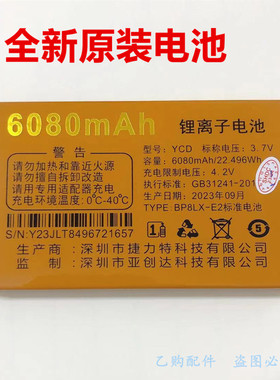 全新原装电池
6080mAh
锂离子电池
警告
请勿加热和靠近火源
请勿擅自拆卸改造
请用专用适配器充电
充电环境温度:0℃-40℃
S/N:Y23JLT8496721657
型号:YCD 标称电压:3.7V
容量:6080mAh/22.496Wh
充电限制电压:4.2V
执行标准:GB31241-201
生产日期:2023年09月
TYPE:BP8LX-E2标准电池
生产商:深圳市捷力特科技有限公司
制造商:深圳市亚创达科技有限公司
乙购配件 良品